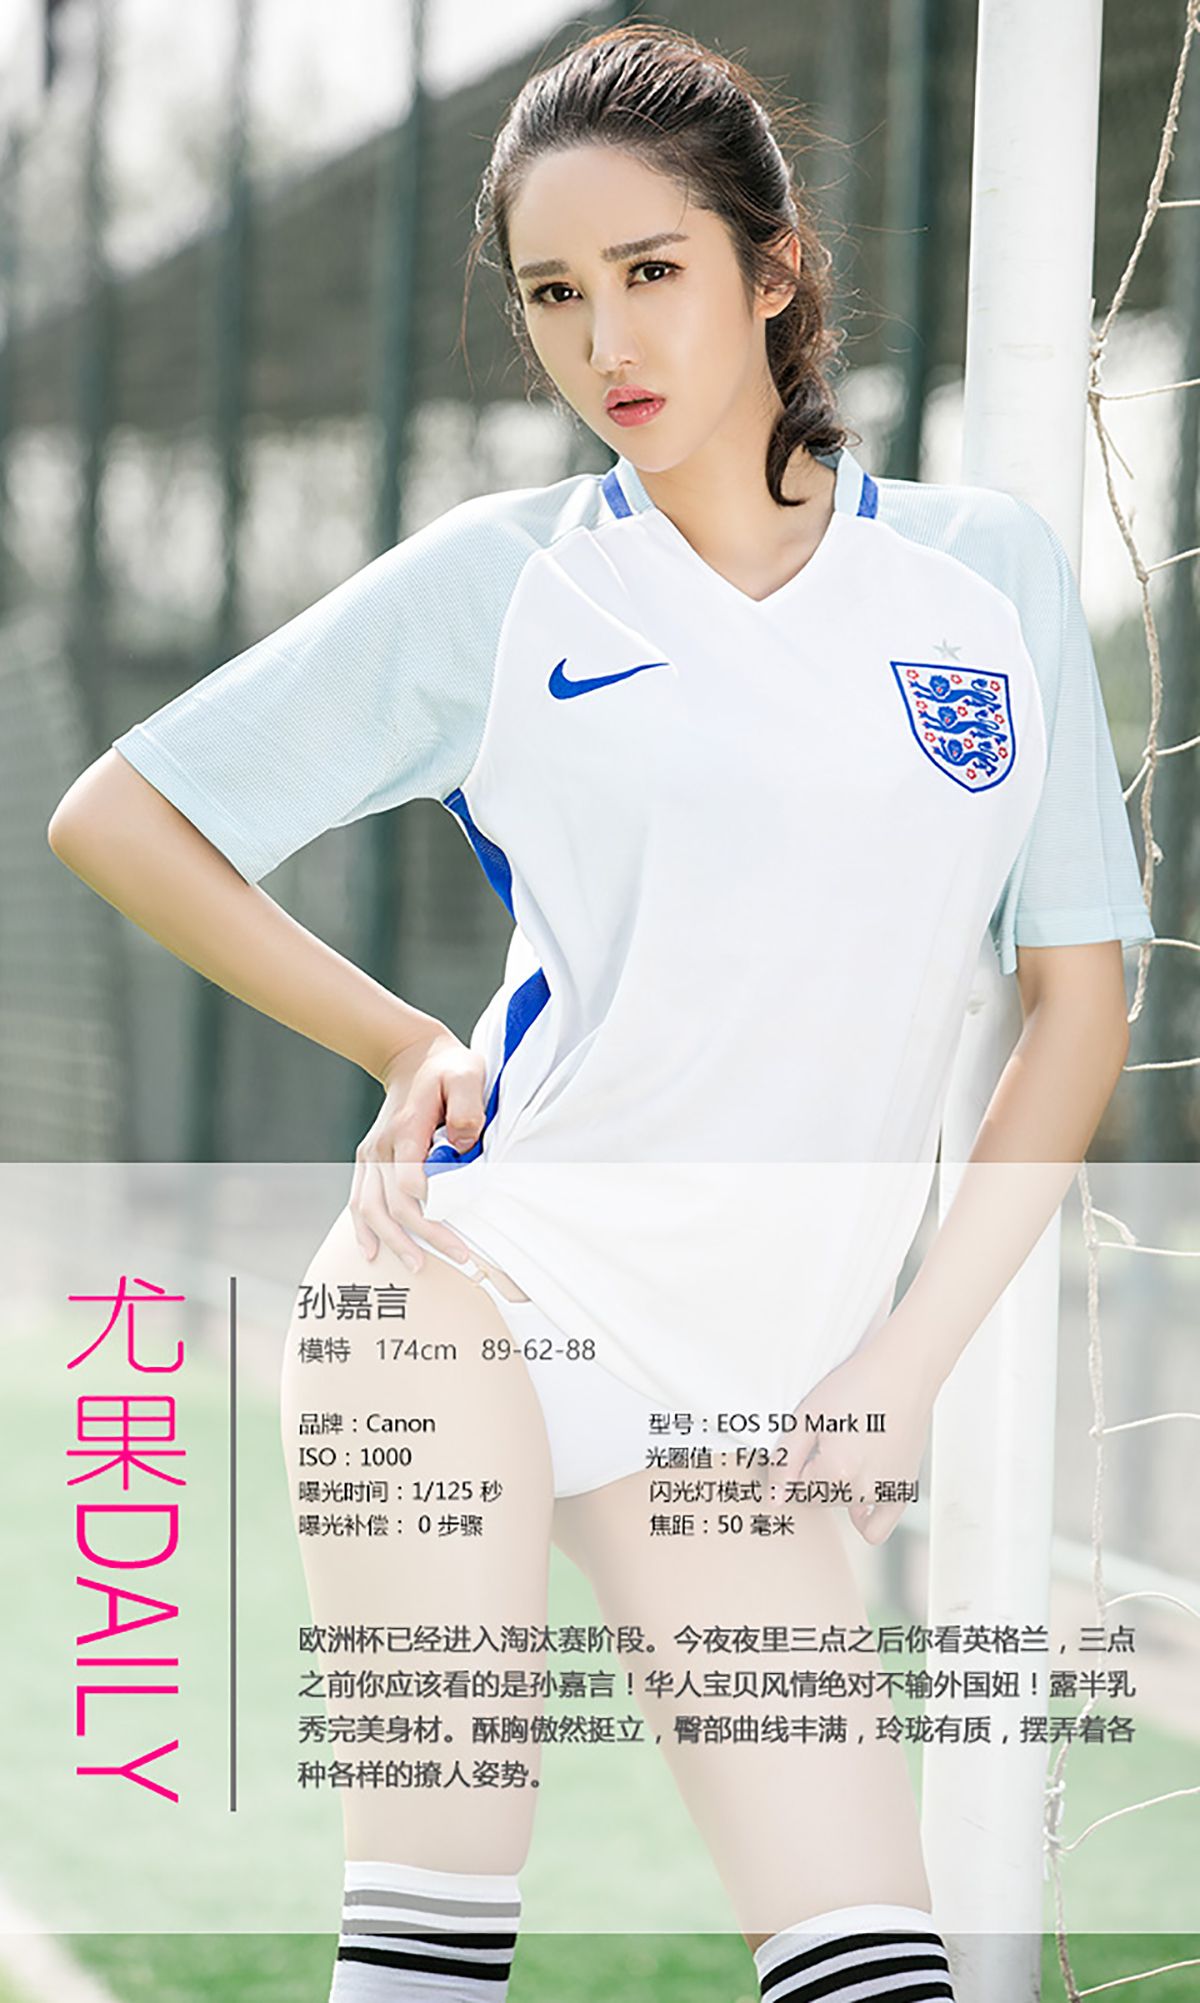 尤果DAILY
孙嘉言
模特 174cm 89-62-88
品牌：Canon 型号：EOS 5D Mark III
ISO：1000 光圈值：F/3.2
曝光时间：1/125 秒 闪光灯模式：无闪光，强制
曝光补偿： 0 步骤 焦距：50 毫米
欧洲杯已经进入淘汰赛阶段。今夜夜里三点之后你看英格兰，三点
之前你应该看的是孙嘉言！华人宝贝风情绝对不输外国妞！露半乳
秀完美身材。酥胸傲然挺立，臀部曲线丰满，玲珑有质，摆弄着各
种各样的撩人姿势。